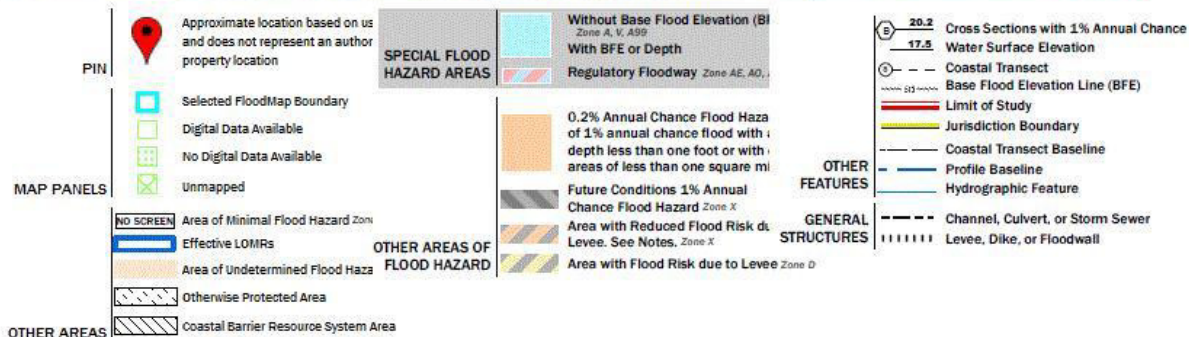 PIN
Approximate location based on us
and does not represent an author
property location
MAP PANELS
Selected FloodMap Boundary
Digital Data Available
No Digital Data Available
Unmapped
OTHER AREAS
NO SCREEN Area of Minimal Flood Hazard Zone
Effective LOMRs
Area of Undetermined Flood Haza
Otherwise Protected Area
Coastal Barrier Resource System Area
SPECIAL FLOOD
HAZARD AREAS
Without Base Flood Elevation (BF
Zone A, V, A99
With BFE or Depth
Regulatory Floodway Zone AE, AO,
OTHER AREAS OF
FLOOD HAZARD
0.2% Annual Chance Flood Haza
of 1% annual chance flood with
depth less than one foot or with
areas of less than one square mi
Future Conditions 1% Annual
Chance Flood Hazard Zone X
Area with Reduced Flood Risk du
Levee. See Notes. Zone X
Area with Flood Risk due to Levee Zone D
OTHER
FEATURES
B 20.2 Cross Sections with 1% Annual Chance
17.5 Water Surface Elevation
8 Coastal Transect
513 Base Flood Elevation Line (BFE)
Limit of Study
Jurisdiction Boundary
Coastal Transect Baseline
Profile Baseline
Hydrographic Feature
GENERAL
STRUCTURES
Channel, Culvert, or Storm Sewer
Levee, Dike, or Floodwall